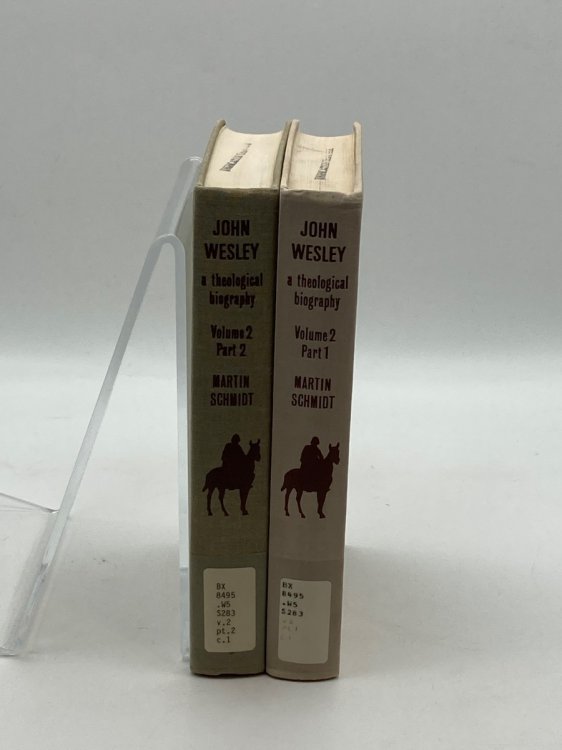 JOHN
WESLEY
a theological
biography
Volume 2
Part 2
MARTIN
SCHMIDT
BX
8495
.W5
S283
v.2
pt.2
c.1
JOHN
WESLEY
a theological
biography
Volume 2
Part 1
MARTIN
SCHMIDT
BX
8495
.W5
S283